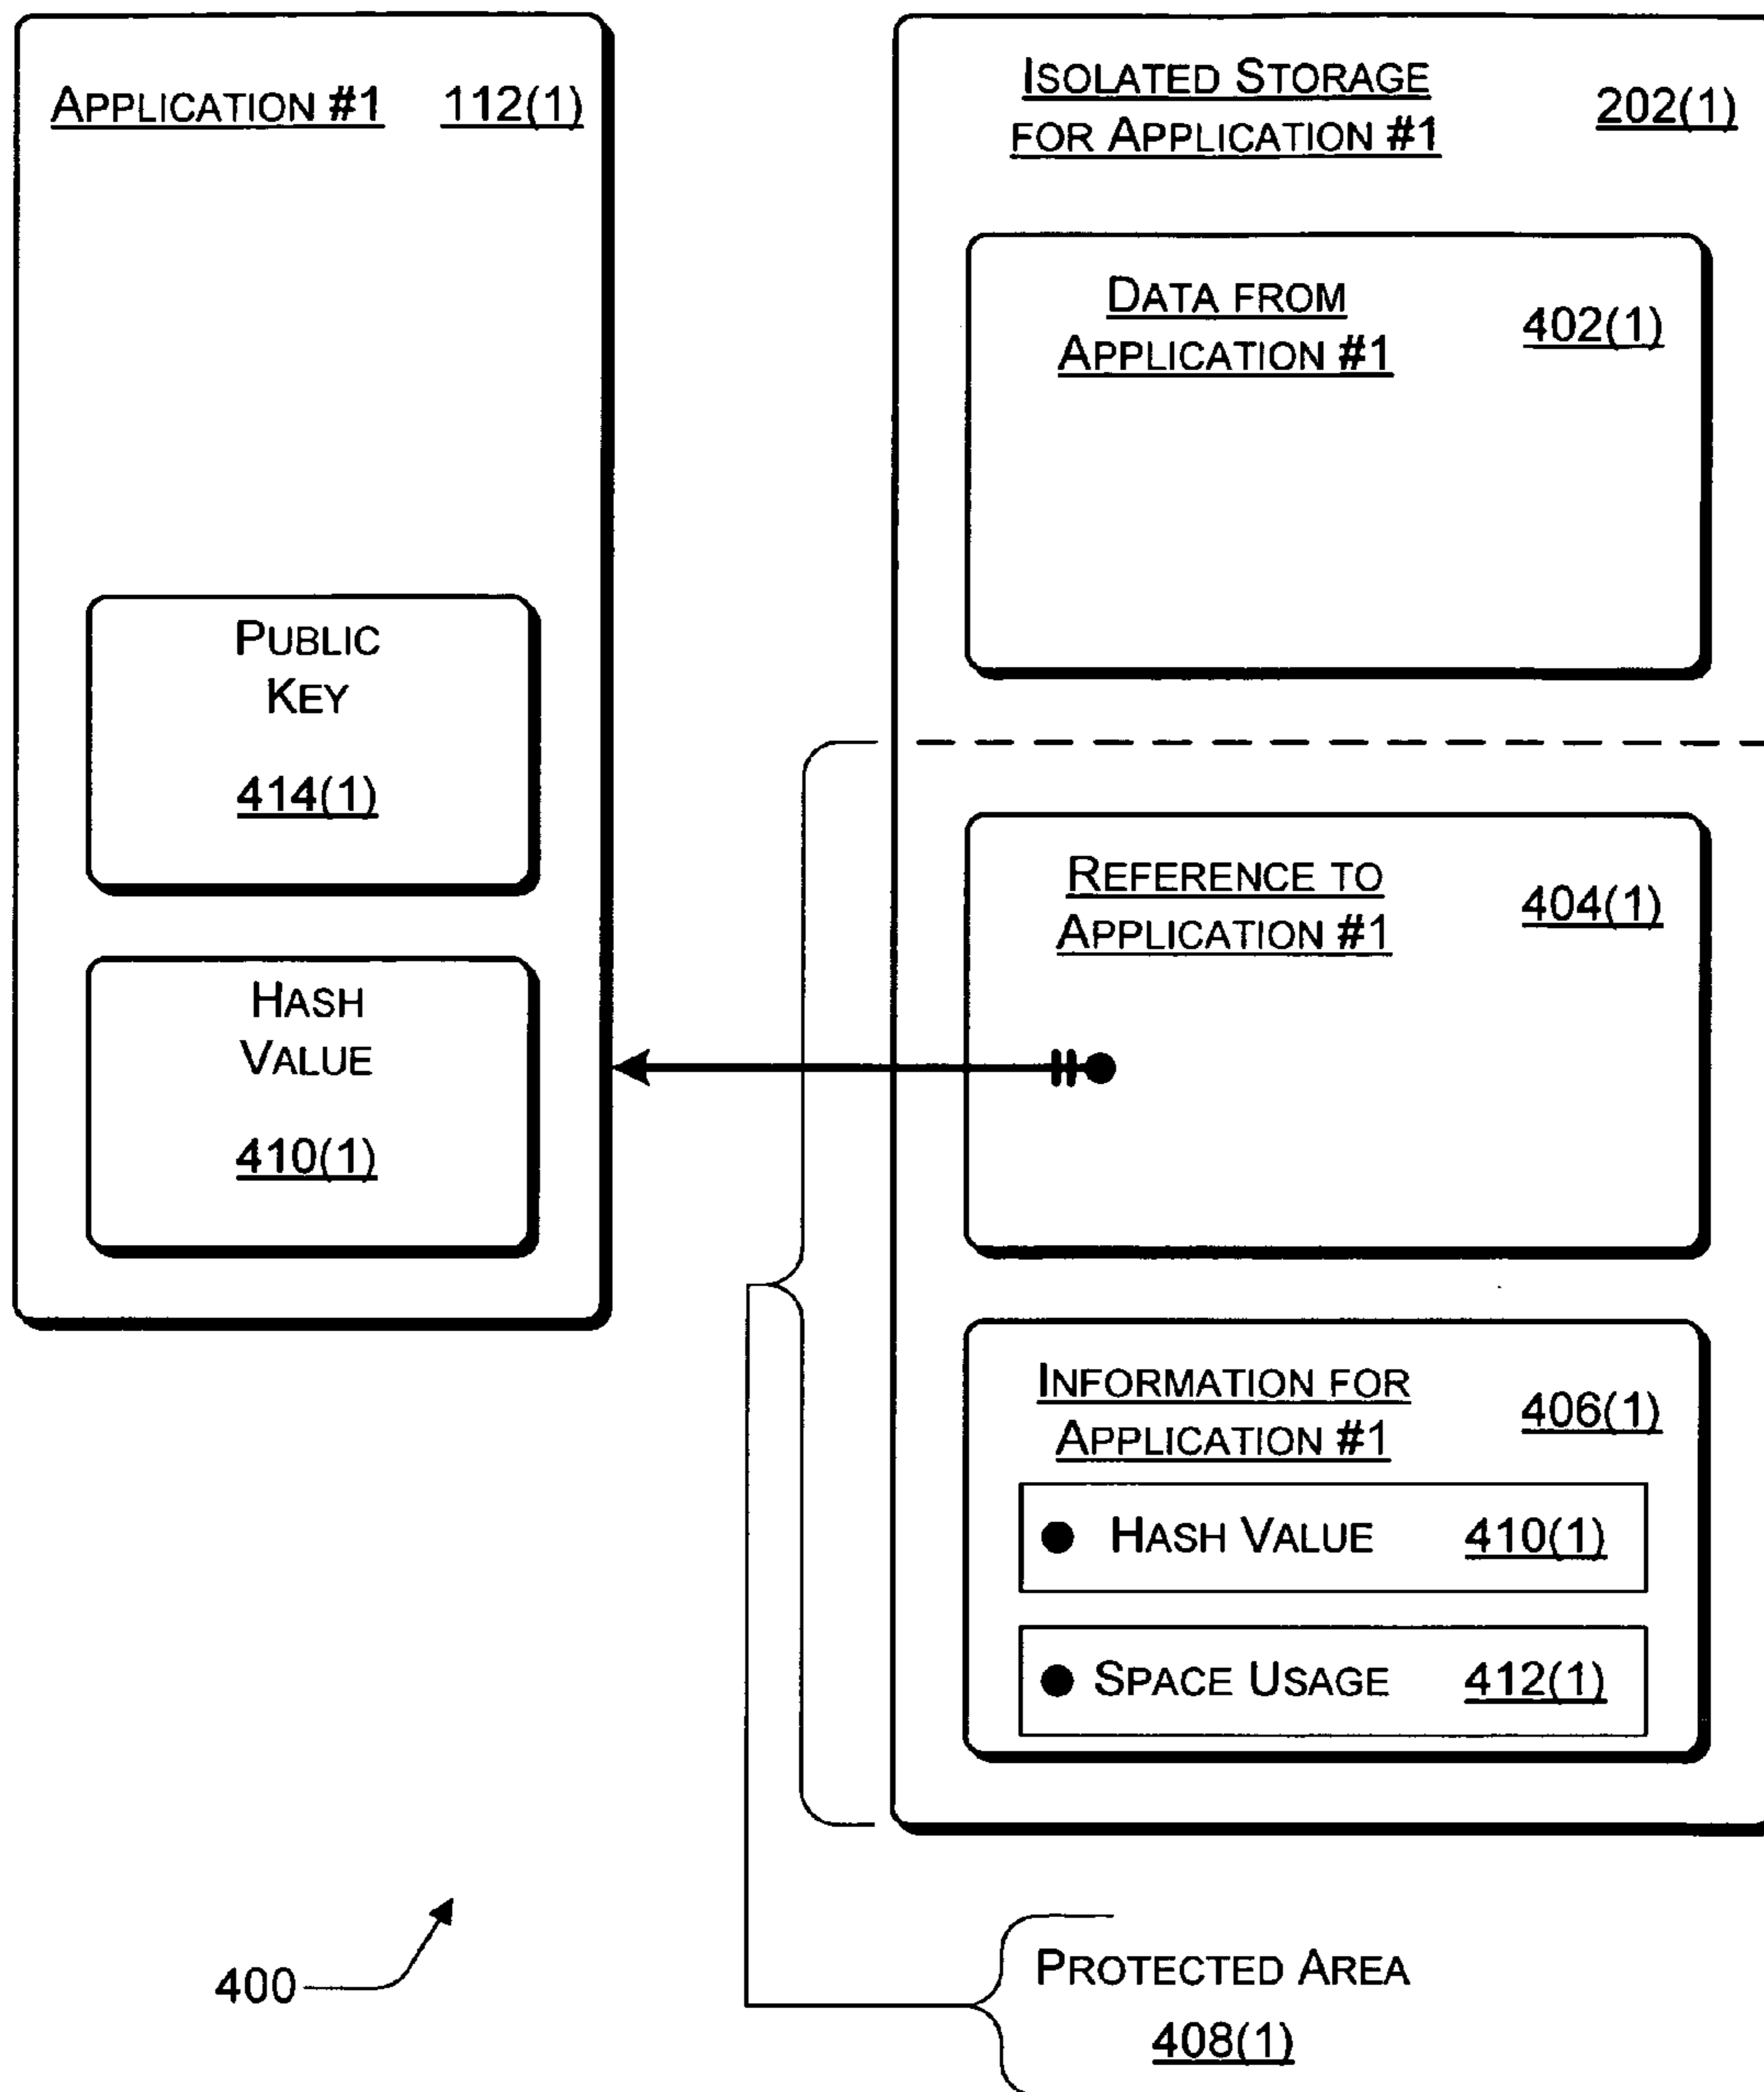 APPLICATION #1 112(1)
PUBLIC
KEY
414(1)
HASH
VALUE
410(1)
ISOLATED STORAGE
FOR APPLICATION #1
202(1)
DATA FROM
APPLICATION #1
402(1)
REFERENCE TO
APPLICATION #1
404(1)
INFORMATION FOR
APPLICATION #1
406(1)
● HASH VALUE 410(1)
● SPACE USAGE 412(1)
400
PROTECTED AREA
408(1)